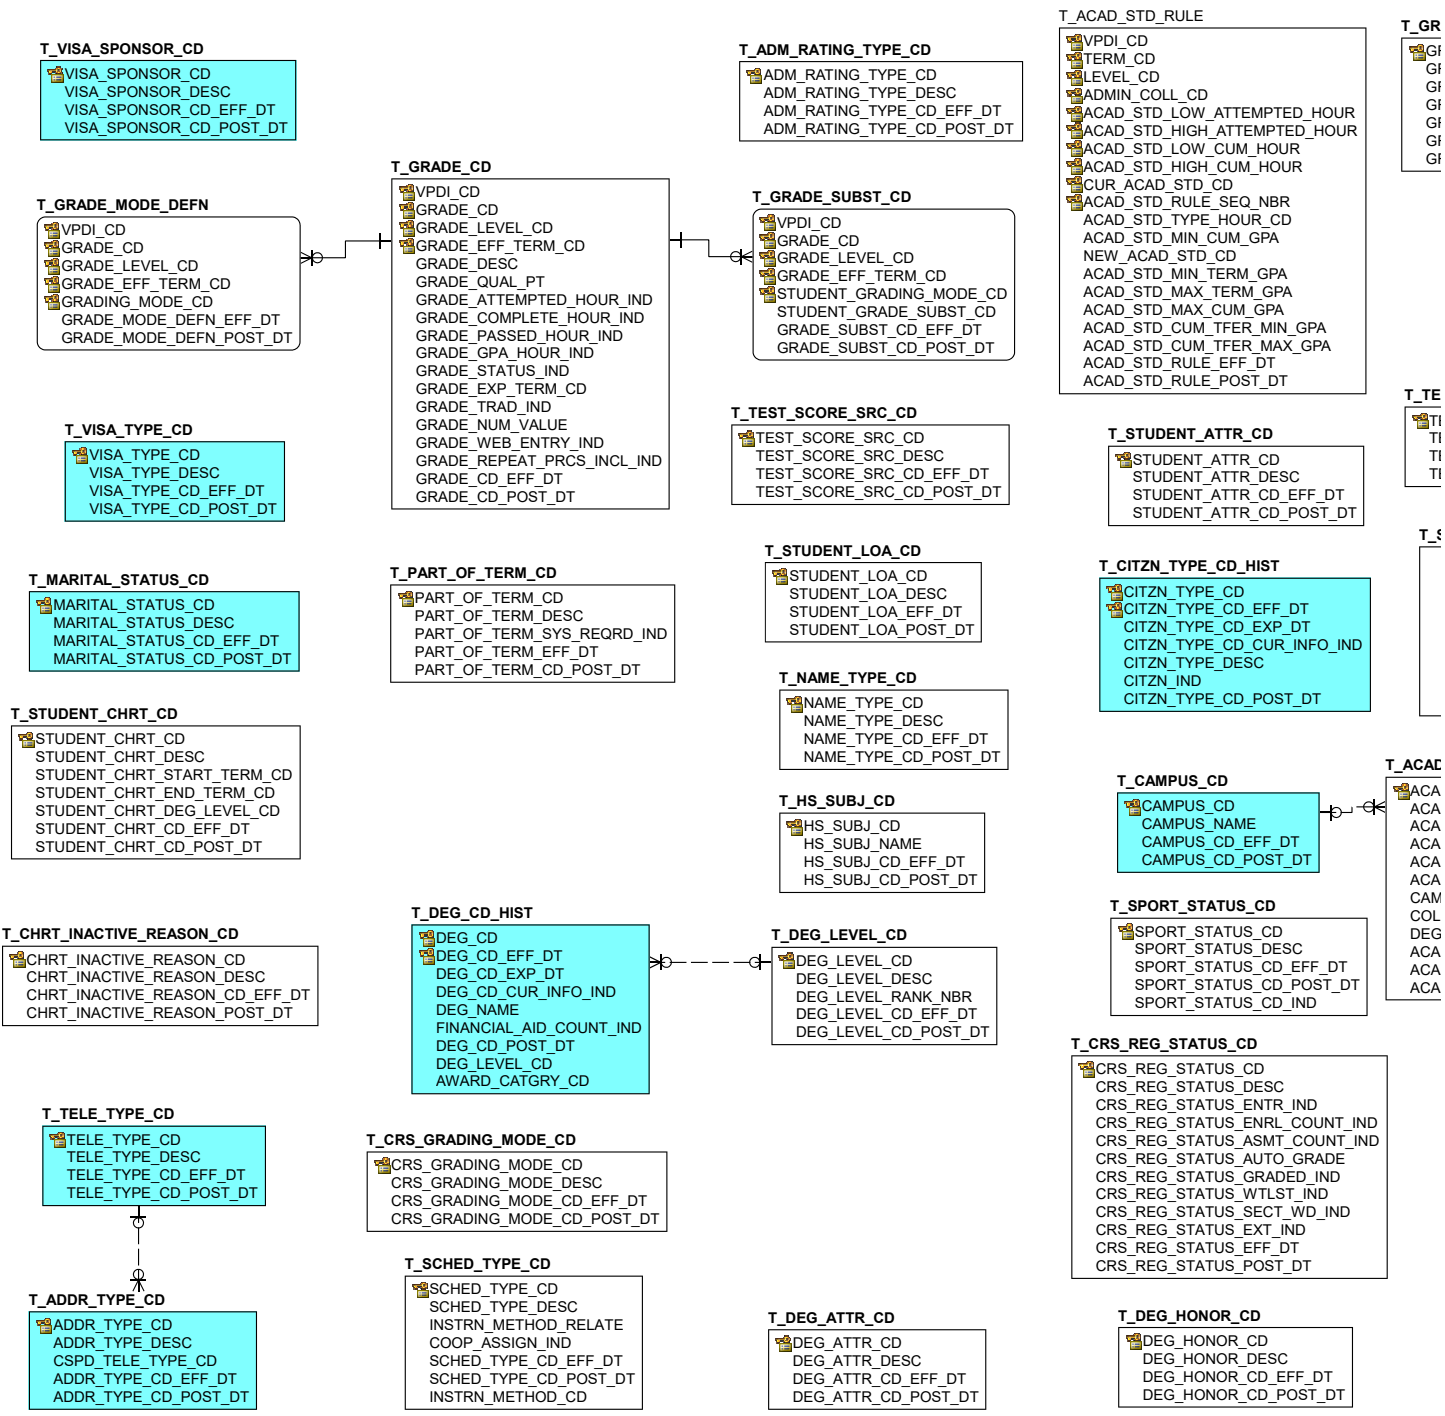 T_VISA_SPONSOR_CD
VISA_SPONSOR_CD
VISA_SPONSOR_DESC
VISA_SPONSOR_CD_EFF_DT
VISA_SPONSOR_CD_POST_DT
T_GRADE_MODE_DEFN
VPDI_CD
GRADE_CD
GRADE_LEVEL_CD
GRADE_EFF_TERM_CD
GRADING_MODE_CD
GRADE_MODE_DEFN_EFF_DT
GRADE_MODE_DEFN_POST_DT
T_VISA_TYPE_CD
VISA_TYPE_CD
VISA_TYPE_DESC
VISA_TYPE_CD_EFF_DT
VISA_TYPE_CD_POST_DT
T_MARITAL_STATUS_CD
MARITAL_STATUS_CD
MARITAL_STATUS_DESC
MARITAL_STATUS_CD_EFF_DT
MARITAL_STATUS_CD_POST_DT
T_STUDENT_CHRT_CD
STUDENT_CHRT_CD
STUDENT_CHRT_DESC
STUDENT_CHRT_START_TERM_CD
STUDENT_CHRT_END_TERM_CD
STUDENT_CHRT_DEG_LEVEL_CD
STUDENT_CHRT_CD_EFF_DT
STUDENT_CHRT_CD_POST_DT
T_CHRT_INACTIVE_REASON_CD
CHRT_INACTIVE_REASON_CD
CHRT_INACTIVE_REASON_DESC
CHRT_INACTIVE_REASON_CD_EFF_DT
CHRT_INACTIVE_REASON_POST_DT
T_TELE_TYPE_CD
TELE_TYPE_CD
TELE_TYPE_DESC
TELE_TYPE_CD_EFF_DT
TELE_TYPE_CD_POST_DT
T_ADDR_TYPE_CD
ADDR_TYPE_CD
ADDR_TYPE_DESC
CSPD_TELE_TYPE_CD
ADDR_TYPE_CD_EFF_DT
ADDR_TYPE_CD_POST_DT
T_GRADE_CD
VPDI_CD
GRADE_CD
GRADE_LEVEL_CD
GRADE_EFF_TERM_CD
GRADE_DESC
GRADE_QUAL_PT
GRADE_ATTEMPTED_HOUR_IND
GRADE_COMPLETE_HOUR_IND
GRADE_PASSED_HOUR_IND
GRADE_GPA_HOUR_IND
GRADE_STATUS_IND
GRADE_EXP_TERM_CD
GRADE_TRAD_IND
GRADE_NUM_VALUE
GRADE_WEB_ENTRY_IND
GRADE_REPEAT_PRCS_INCL_IND
GRADE_CD_EFF_DT
GRADE_CD_POST_DT
T_PART_OF_TERM_CD
PART_OF_TERM_CD
PART_OF_TERM_DESC
PART_OF_TERM_SYS_REQRD_IND
PART_OF_TERM_EFF_DT
PART_OF_TERM_CD_POST_DT
T_DEG_CD_HIST
DEG_CD
DEG_CD_EFF_DT
DEG_CD_EXP_DT
DEG_CD_CUR_INFO_IND
DEG_NAME
FINANCIAL_AID_COUNT_IND
DEG_CD_POST_DT
DEG_LEVEL_CD
AWARD_CATGRY_CD
T_CRS_GRADING_MODE_CD
CRS_GRADING_MODE_CD
CRS_GRADING_MODE_DESC
CRS_GRADING_MODE_CD_EFF_DT
CRS_GRADING_MODE_CD_POST_DT
T_SCHED_TYPE_CD
SCHED_TYPE_CD
SCHED_TYPE_DESC
INSTRN_METHOD_RELATE
COOP_ASSIGN_IND
SCHED_TYPE_CD_EFF_DT
SCHED_TYPE_CD_POST_DT
INSTRN_METHOD_CD
T_ADM_RATING_TYPE_CD
ADM_RATING_TYPE_CD
ADM_RATING_TYPE_DESC
ADM_RATING_TYPE_CD_EFF_DT
ADM_RATING_TYPE_CD_POST_DT
T_GRADE_SUBST_CD
VPDI_CD
GRADE_CD
GRADE_LEVEL_CD
GRADE_EFF_TERM_CD
STUDENT_GRADING_MODE_CD
STUDENT_GRADE_SUBST_CD
GRADE_SUBST_CD_EFF_DT
GRADE_SUBST_CD_POST_DT
T_TEST_SCORE_SRC_CD
TEST_SCORE_SRC_CD
TEST_SCORE_SRC_DESC
TEST_SCORE_SRC_CD_EFF_DT
TEST_SCORE_SRC_CD_POST_DT
T_STUDENT_LOA_CD
STUDENT_LOA_CD
STUDENT_LOA_DESC
STUDENT_LOA_EFF_DT
STUDENT_LOA_POST_DT
T_NAME_TYPE_CD
NAME_TYPE_CD
NAME_TYPE_DESC
NAME_TYPE_CD_EFF_DT
NAME_TYPE_CD_POST_DT
T_HS_SUBJ_CD
HS_SUBJ_CD
HS_SUBJ_NAME
HS_SUBJ_CD_EFF_DT
HS_SUBJ_CD_POST_DT
T_DEG_LEVEL_CD
DEG_LEVEL_CD
DEG_LEVEL_DESC
DEG_LEVEL_RANK_NBR
DEG_LEVEL_CD_EFF_DT
DEG_LEVEL_CD_POST_DT
T_DEG_ATTR_CD
DEG_ATTR_CD
DEG_ATTR_DESC
DEG_ATTR_CD_EFF_DT
DEG_ATTR_CD_POST_DT
T_ACAD_STD_RULE
VPDI_CD
TERM_CD
LEVEL_CD
ADMIN_COLL_CD
ACAD_STD_LOW_ATTEMPTED_HOUR
ACAD_STD_HIGH_ATTEMPTED_HOUR
ACAD_STD_LOW_CUM_HOUR
ACAD_STD_HIGH_CUM_HOUR
CUR_ACAD_STD_CD
ACAD_STD_RULE_SEQ_NBR
ACAD_STD_TYPE_HOUR_CD
ACAD_STD_MIN_CUM_GPA
NEW_ACAD_STD_CD
ACAD_STD_MIN_TERM_GPA
ACAD_STD_MAX_TERM_GPA
ACAD_STD_MAX_CUM_GPA
ACAD_STD_CUM_TFER_MIN_GPA
ACAD_STD_CUM_TFER_MAX_GPA
ACAD_STD_RULE_EFF_DT
ACAD_STD_RULE_POST_DT
T_STUDENT_ATTR_CD
STUDENT_ATTR_CD
STUDENT_ATTR_DESC
STUDENT_ATTR_CD_EFF_DT
STUDENT_ATTR_CD_POST_DT
T_CITZN_TYPE_CD_HIST
CITZN_TYPE_CD
CITZN_TYPE_CD_EFF_DT
CITZN_TYPE_CD_EXP_DT
CITZN_TYPE_CD_CUR_INFO_IND
CITZN_TYPE_DESC
CITZN_IND
CITZN_TYPE_CD_POST_DT
T_CAMPUS_CD
CAMPUS_CD
CAMPUS_NAME
CAMPUS_CD_EFF_DT
CAMPUS_CD_POST_DT
T_SPORT_STATUS_CD
SPORT_STATUS_CD
SPORT_STATUS_DESC
SPORT_STATUS_CD_EFF_DT
SPORT_STATUS_CD_POST_DT
SPORT_STATUS_CD_IND
T_CRS_REG_STATUS_CD
CRS_REG_STATUS_CD
CRS_REG_STATUS_DESC
CRS_REG_STATUS_ENTR_IND
CRS_REG_STATUS_ENRL_COUNT_IND
CRS_REG_STATUS_ASMT_COUNT_IND
CRS_REG_STATUS_AUTO_GRADE
CRS_REG_STATUS_GRADED_IND
CRS_REG_STATUS_WTLST_IND
CRS_REG_STATUS_SECT_WD_IND
CRS_REG_STATUS_EXT_IND
CRS_REG_STATUS_EFF_DT
CRS_REG_STATUS_POST_DT
T_DEG_HONOR_CD
DEG_HONOR_CD
DEG_HONOR_DESC
DEG_HONOR_CD_EFF_DT
DEG_HONOR_CD_POST_DT